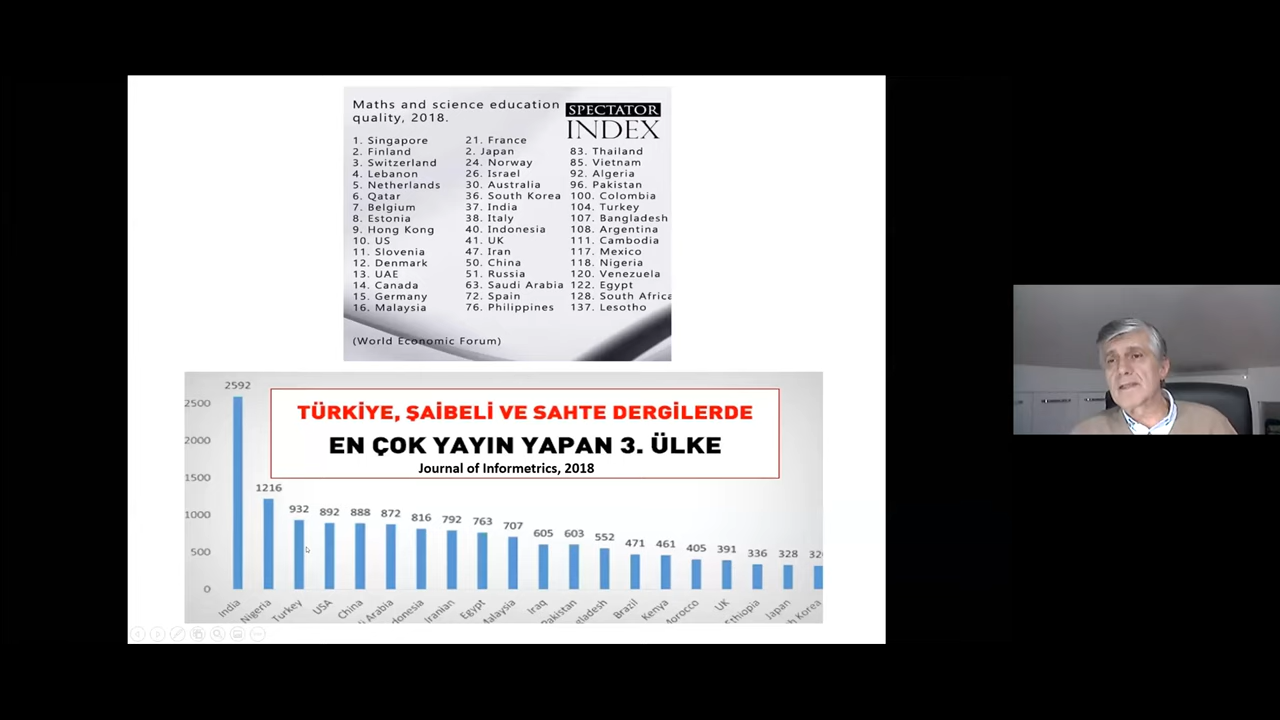 Maths and science education
quality, 2018.
SPECTATOR
INDEX
1. Singapore
2. Finland
3. Switzerland
4. Lebanon
5. Netherlands
6. Qatar
7. Belgium
8. Estonia
9. Hong Kong
10. US
11. Slovenia
12. Denmark
13. UAE
14. Canada
15. Germany
16. Malaysia
21. France
2. Japan
24. Norway
26. Israel
30. Australia
36. South Korea
37. India
38. Italy
40. Indonesia
41. UK
47. Iran
50. China
51. Russia
63. Saudi Arabia
72. Spain
76. Philippines
83. Thailand
85. Vietnam
92. Algeria
96. Pakistan
100. Colombia
104. Turkey
107. Bangladesh
108. Argentina
111. Cambodia
117. Mexico
118. Nigeria
120. Venezuela
122. Egypt
128. South Africa
137. Lesotho
(World Economic Forum)
TÜRKİYE, ŞAİBELİ VE SAHTE DERGİLERDE
EN ÇOK YAYIN YAPAN 3. ÜLKE
Journal of Informetrics, 2018
2500
2000
1500
1000
500
0
2592
1216
932
892
888
872
816
792
763
707
605
603
552
471
461
405
391
336
328
32
India
Nigeria
Turkey
USA
China
di Arabia
donesia
Iranian
Egypt
Malaysia
Iraq
Pakistan
gladesh
Brazil
Kenya
Morocco
UK
Ethiopia
Japan
th Korea